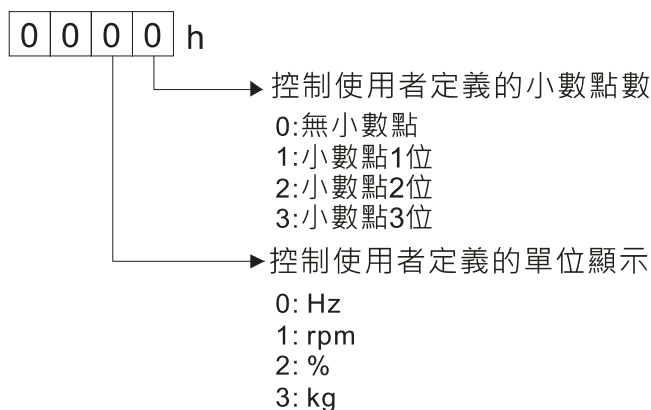 0 0 0 0 h
控制使用者定義的小數點數
0:無小數點
1:小數點1位
2:小數點2位
3:小數點3位
控制使用者定義的單位顯示
0: Hz
1: rpm
2: %
3: kg